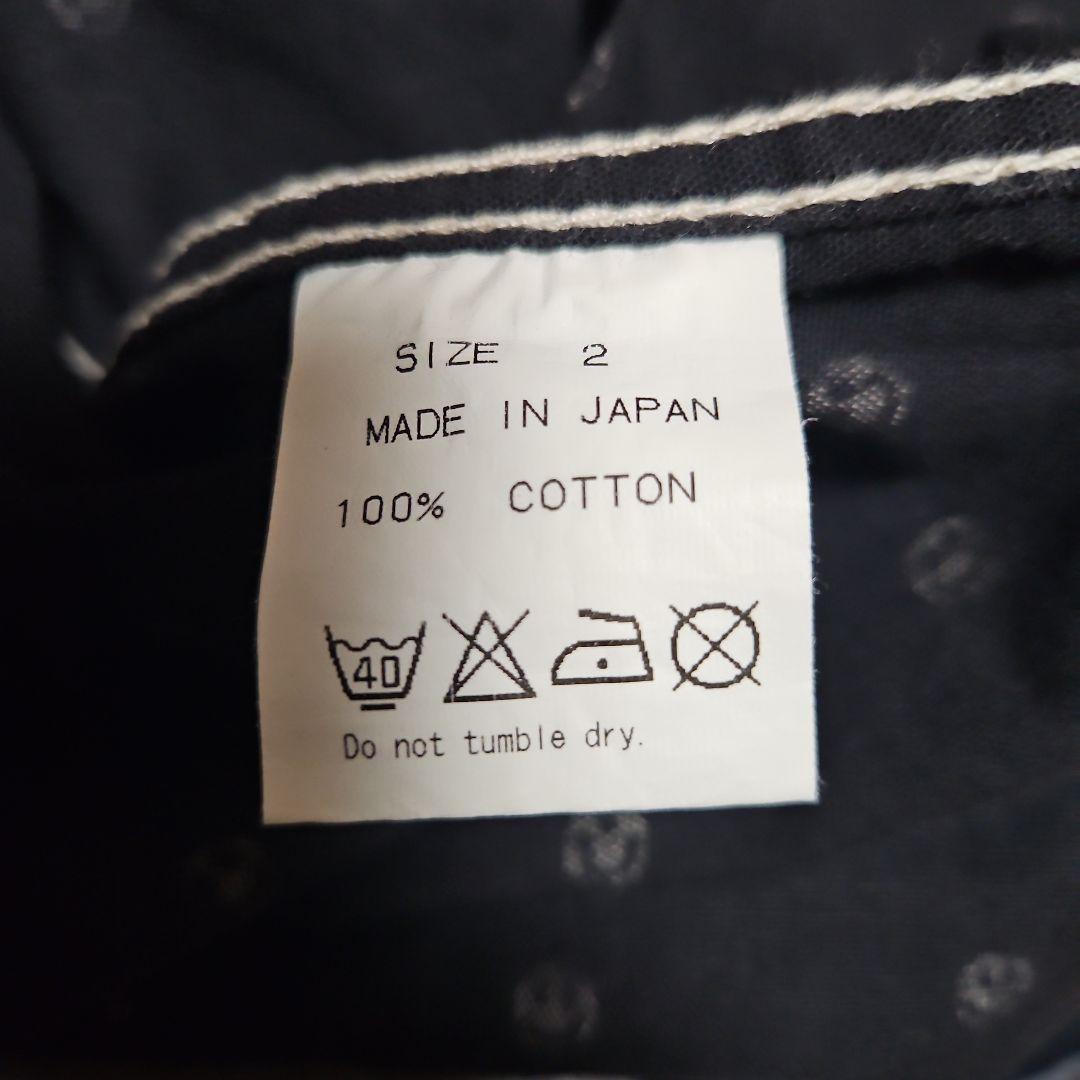 SIZE 2
MADE IN JAPAN
100% COTTON
40
Do not tumble dry.